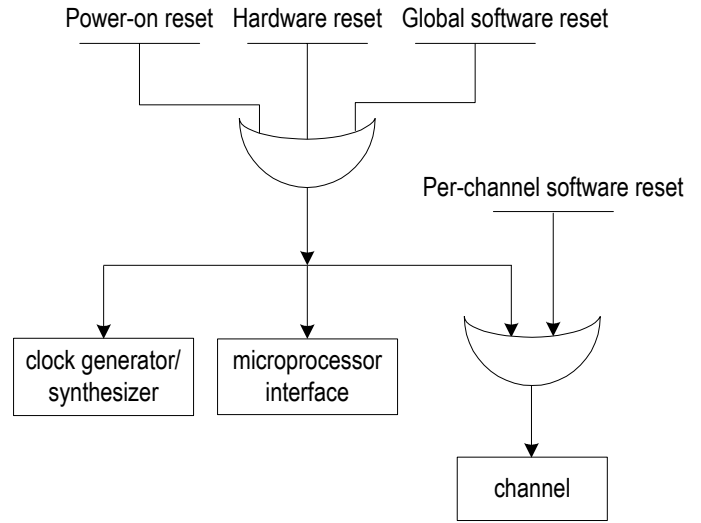 Power-on reset
Hardware reset
Global software reset
Per-channel software reset
clock generator/
synthesizer
microprocessor
interface
channel